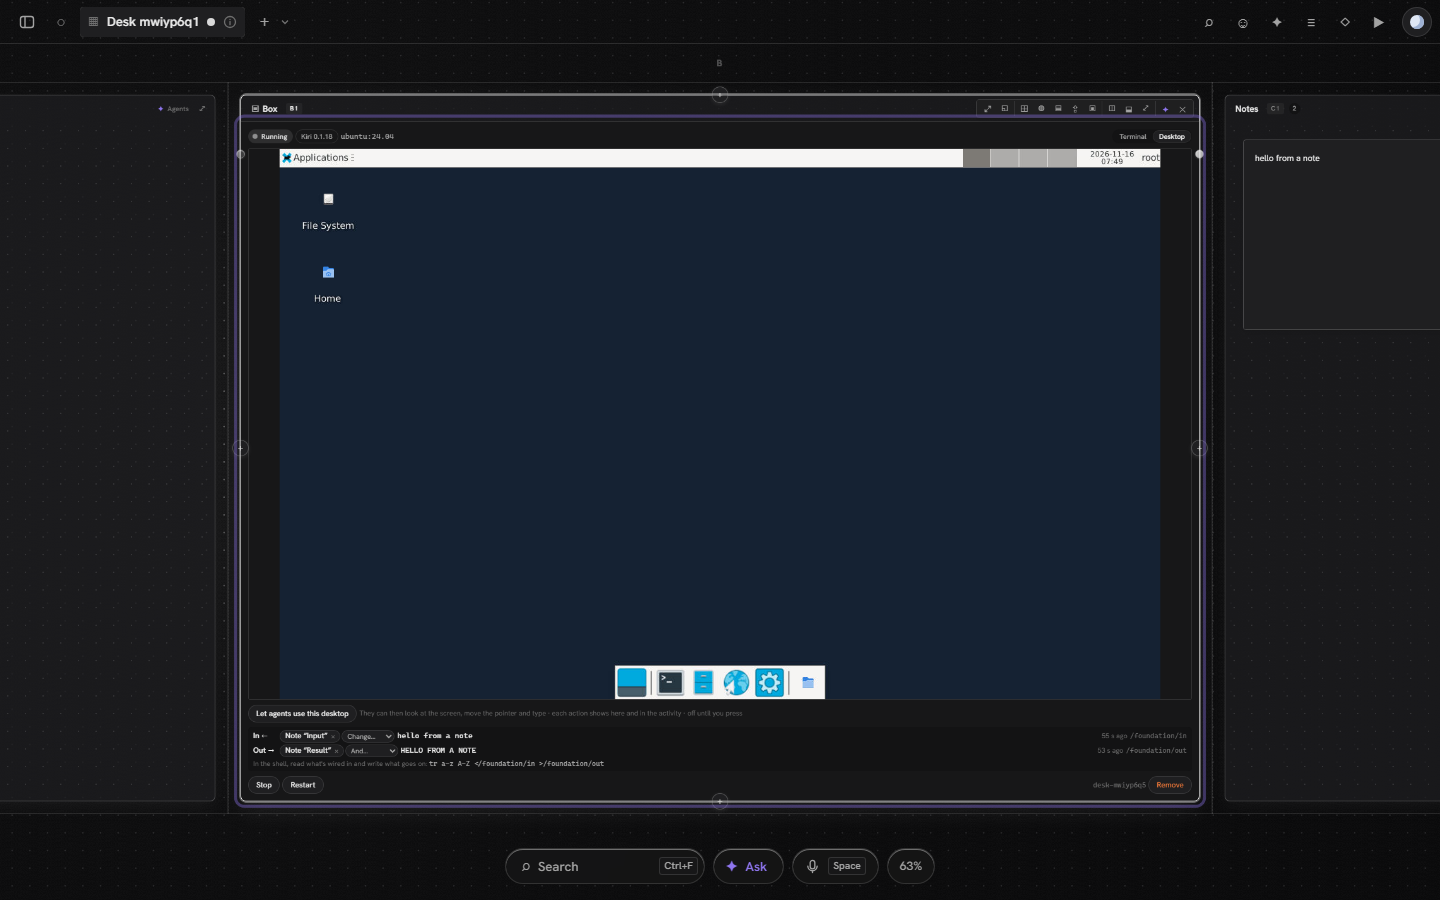 Desk mwiyp6q1
B
Agents
Box B1
Running Kiri 0.1.18 ubuntu:24.04
Terminal Desktop
Applications
2026-11-16
07:49
root
File System
Home
Let agents use this desktop They can then look at the screen, move the pointer and type · each action shows here and in the activity · off until you press
In ← Note “Input” × Change… hello from a note 55 s ago /foundation/in
Out → Note “Result” × And… HELLO FROM A NOTE 53 s ago /foundation/out
In the shell, read what's wired in and write what goes on: tr a-z A-Z </foundation/in >/foundation/out
Stop Restart desk-mwiyp6q5 Remove
Notes C1 2
hello from a note
Search Ctrl+F
Ask
Space
63%